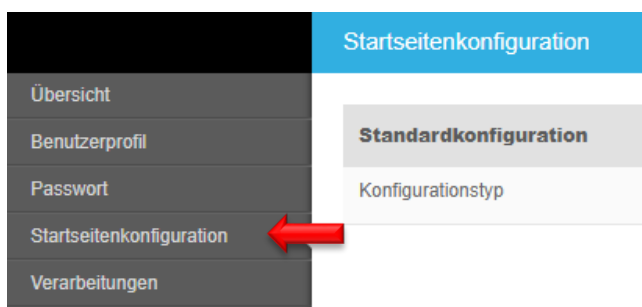 Startseitenkonfiguration
Übersicht
Benutzerprofil
Passwort
Startseitenkonfiguration
Verarbeitungen
Standardkonfiguration
Konfigurationstyp